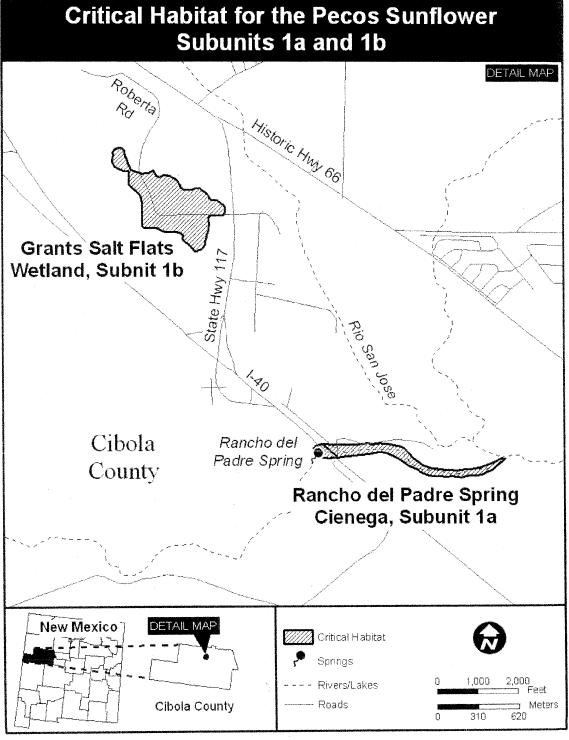 Critical Habitat for the Pecos Sunflower
Subunits 1a and 1b
DETAIL MAP
Roberta
Rd
Historic Hwy 66
Grants Salt Flats
Wetland, Subnit 1b
State Hwy 117
Rio San Jose
I-40
Cibola
County
Rancho del
Padre Spring
Rancho del Padre Spring
Cienega, Subunit 1a
New Mexico
DETAIL MAP
Cibola County
Critical Habitat
Springs
Rivers/Lakes
Roads
N
0 1,000 2,000
Feet
Meters
0 310 620